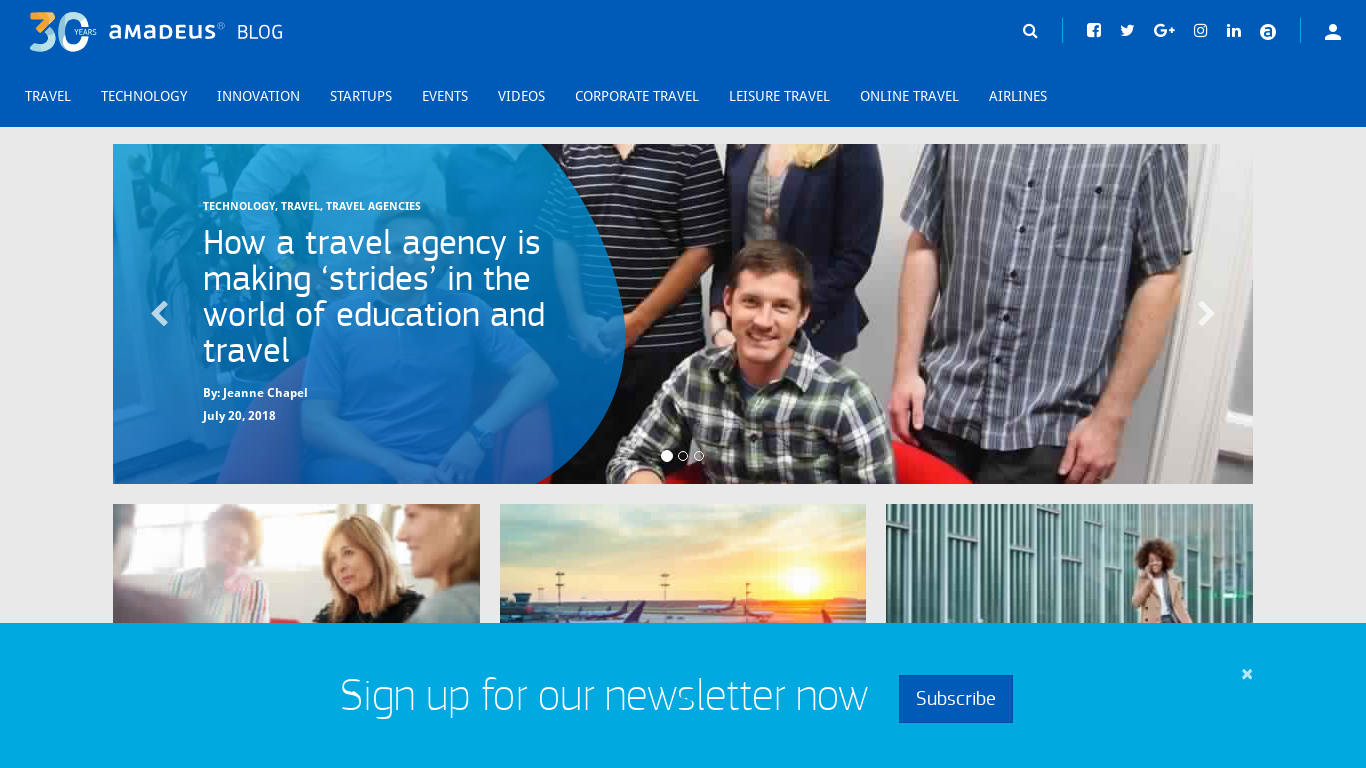 30 YEARS amadeus® BLOG
TRAVEL TECHNOLOGY INNOVATION STARTUPS EVENTS VIDEOS CORPORATE TRAVEL LEISURE TRAVEL ONLINE TRAVEL AIRLINES
TECHNOLOGY, TRAVEL, TRAVEL AGENCIES
How a travel agency is
making ‘strides’ in the
world of education and
travel
By: Jeanne Chapel
July 20, 2018
Sign up for our newsletter now
Subscribe
×